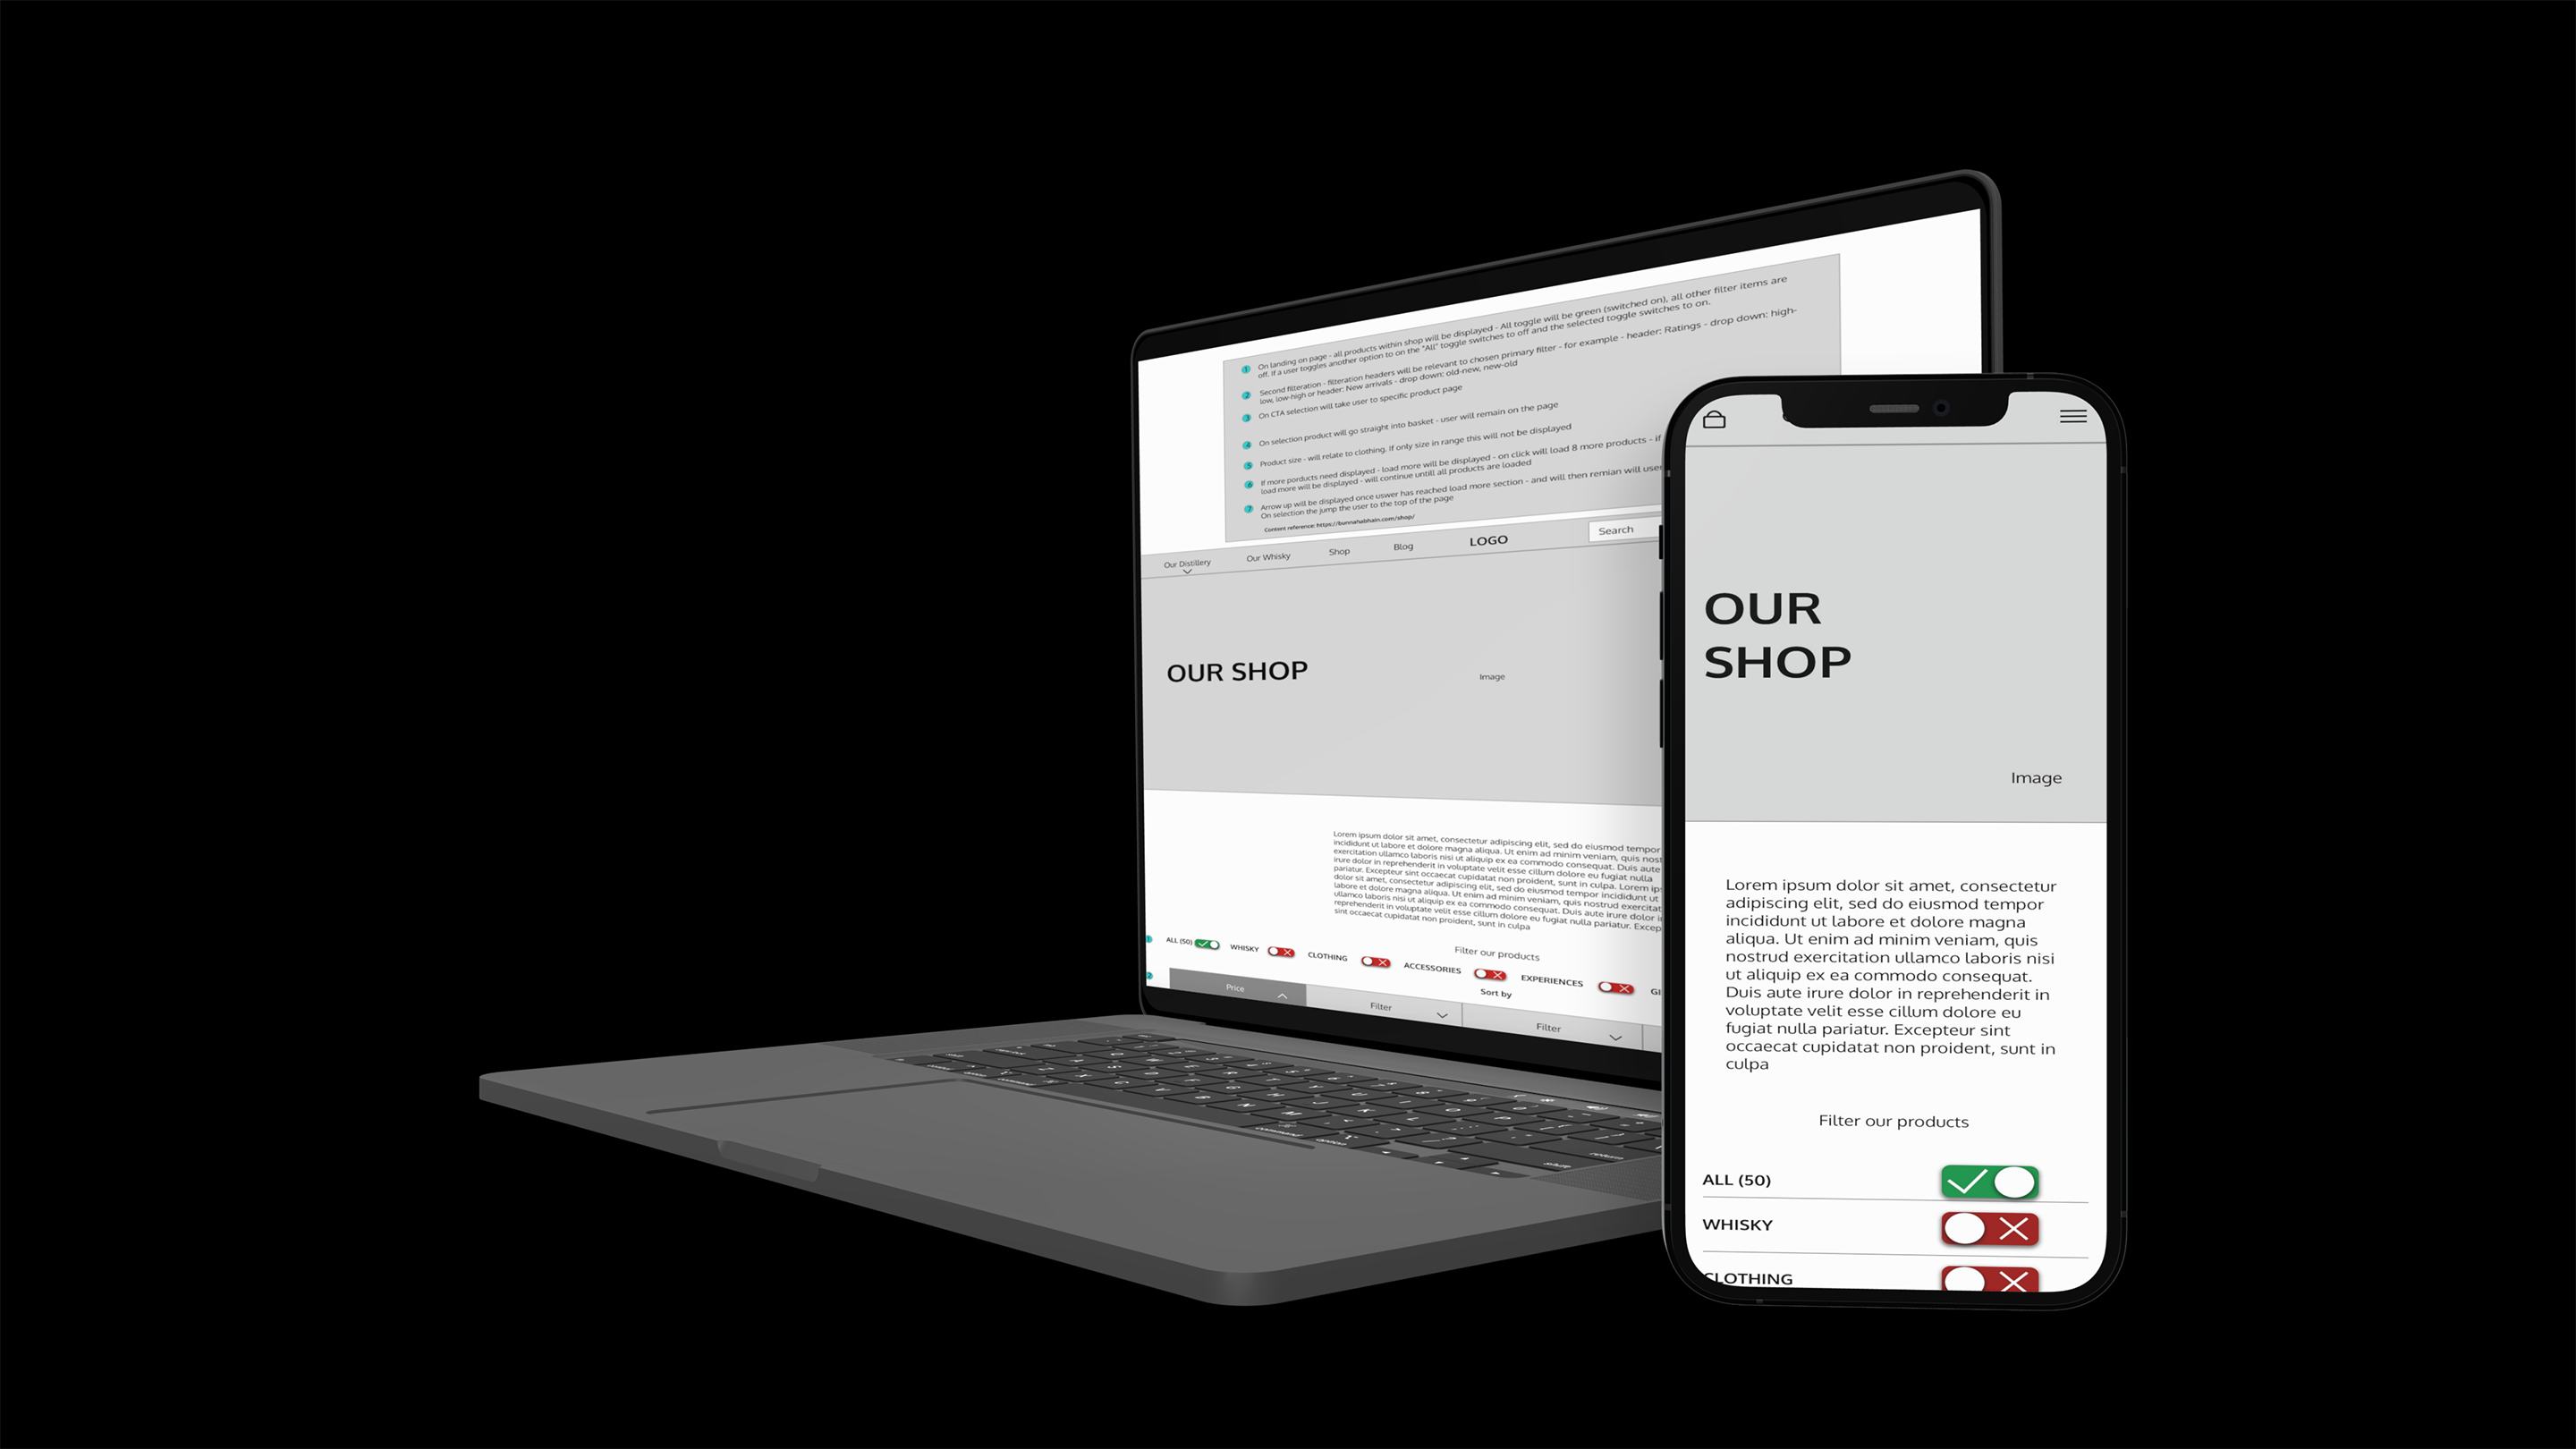 1 On landing on page - all products within shop will be displayed - All toggle will be green (switched on), all other filter items are
off. If a user toggles another option to on the "All" toggle switches to off and the selected toggle switches to on.
2 Second filteration - filteration headers will be relevant to chosen primary filter - for example - header: Ratings - drop down: high-
low, low-high or header: New arrivals - drop down: old-new, new-old
3 On CTA selection will take user to specific product page
4 On selection product will go straight into basket - user will remain on the page
5 Product size - will relate to clothing. If only size in range this will not be displayed
6 If more porducts need displayed - load more will be displayed - on click will load 8 more products - if
load more will be displayed - will continue untill all products are loaded
7 Arrow up will be displayed once uswer has reached load more section - and will then remian will user
On selection the jump the user to the top of the page
Content reference: https://bunnahabhain.com/shop/
Our Distillery Our Whisky Shop Blog LOGO Search
OUR SHOP
Image
Lorem ipsum dolor sit amet, consectetur adipiscing elit, sed do eiusmod tempor
incididunt ut labore et dolore magna aliqua. Ut enim ad minim veniam, quis nost
exercitation ullamco laboris nisi ut aliquip ex ea commodo consequat. Duis aute
irure dolor in reprehenderit in voluptate velit esse cillum dolore eu fugiat nulla
pariatur. Excepteur sint occaecat cupidatat non proident, sunt in culpa. Lorem ips
dolor sit amet, consectetur adipiscing elit, sed do eiusmod tempor incididunt ut
labore et dolore magna aliqua. Ut enim ad minim veniam, quis nostrud exercitat
ullamco laboris nisi ut aliquip ex ea commodo consequat. Duis aute irure dolor i
reprehenderit in voluptate velit esse cillum dolore eu fugiat nulla pariatur. Excep
sint occaecat cupidatat non proident, sunt in culpa
Filter our products
1 ALL (50) WHISKY CLOTHING ACCESSORIES EXPERIENCES GI
Sort by
2 Price Filter Filter
OUR
SHOP
Image
Lorem ipsum dolor sit amet, consectetur
adipiscing elit, sed do eiusmod tempor
incididunt ut labore et dolore magna
aliqua. Ut enim ad minim veniam, quis
nostrud exercitation ullamco laboris nisi
ut aliquip ex ea commodo consequat.
Duis aute irure dolor in reprehenderit in
voluptate velit esse cillum dolore eu
fugiat nulla pariatur. Excepteur sint
occaecat cupidatat non proident, sunt in
culpa
Filter our products
ALL (50)
WHISKY
CLOTHING